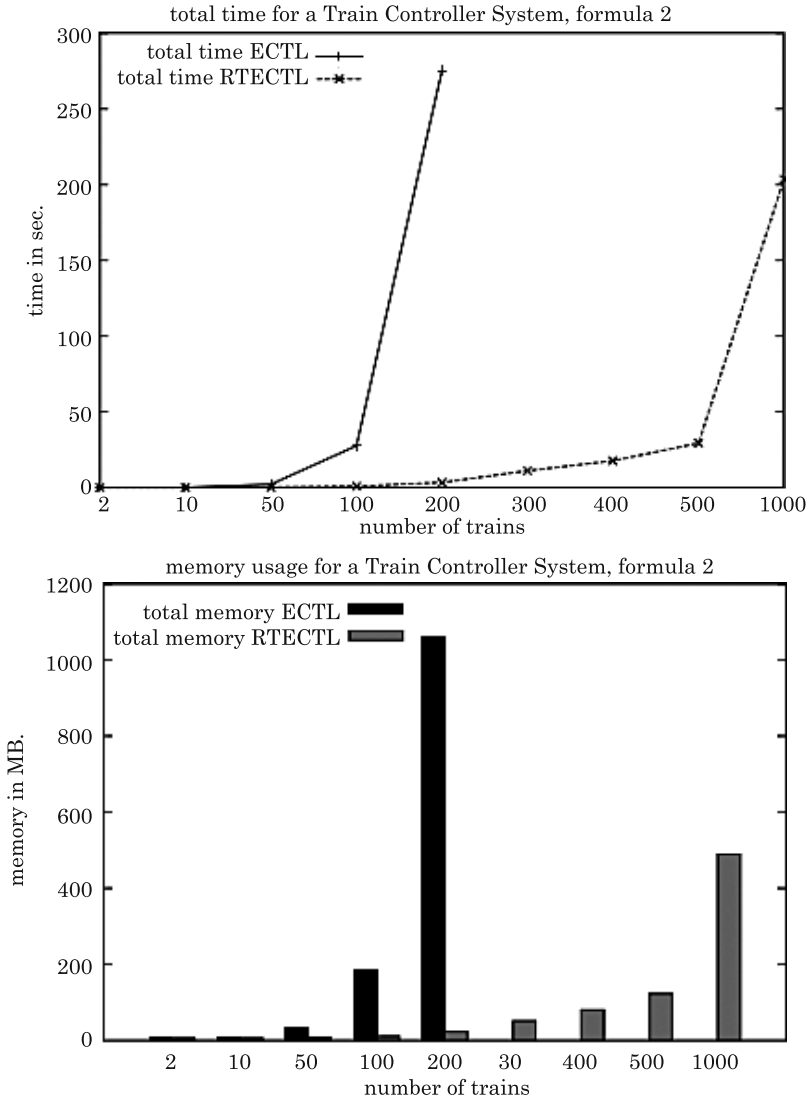 total time for a Train Controller System, formula 2
300
250
200
150
100
50
0
time in sec.
total time ECTL
total time RTECTL
2 10 50 100 200 300 400 500 1000
number of trains
memory usage for a Train Controller System, formula 2
1200
1000
800
600
400
200
0
memory in MB.
total memory ECTL
total memory RTECTL
2 10 50 100 200 30 400 500 1000
number of trains